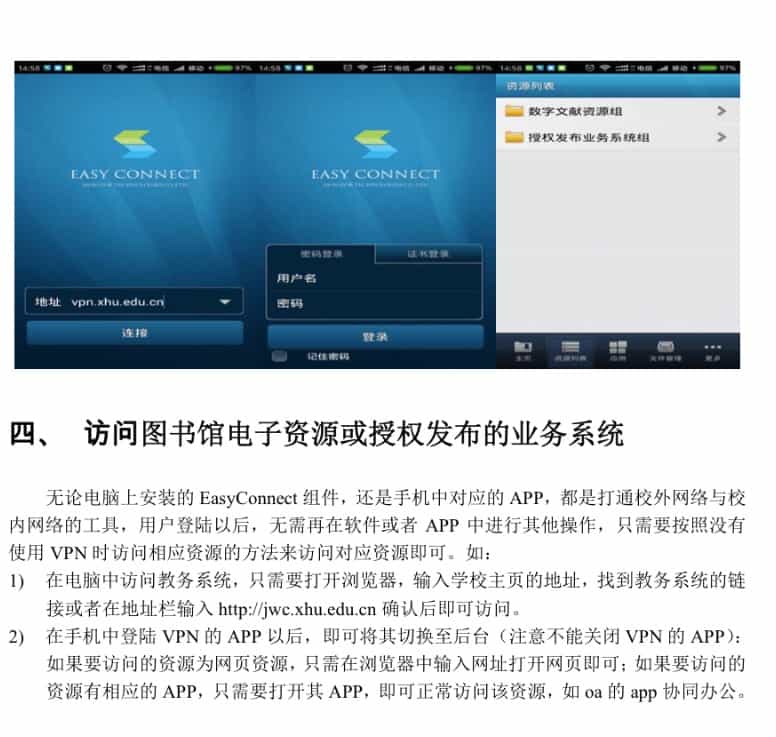 14:58 电信 移动 97% 14:58 电信 移动 97% 14:58 电信 移动 97%
资源列表
数字文献资源组
授权发布业务系统组
EASY CONNECT
EASY CONNECT
密码登录 证书登录
用户名
密码
地址 vpn.xhu.edu.cn
连接
登录
记住密码
主页 资源列表 应用 文件管理 更多
四、 访问图书馆电子资源或授权发布的业务系统
无论电脑上安装的 EasyConnect 组件，还是手机中对应的 APP，都是打通校外网络与校
内网络的工具，用户登陆以后，无需再在软件或者 APP 中进行其他操作，只需要按照没有
使用 VPN 时访问相应资源的方法来访问对应资源即可。如：
1) 在电脑中访问教务系统，只需要打开浏览器，输入学校主页的地址，找到教务系统的链
接或者在地址栏输入 http://jwc.xhu.edu.cn 确认后即可访问。
2) 在手机中登陆 VPN 的 APP 以后，即可将其切换至后台（注意不能关闭 VPN 的 APP）：
如果要访问的资源为网页资源，只需在浏览器中输入网址打开网页即可；如果要访问的
资源有相应的 APP，只需要打开其 APP，即可正常访问该资源，如 oa 的 app 协同办公。